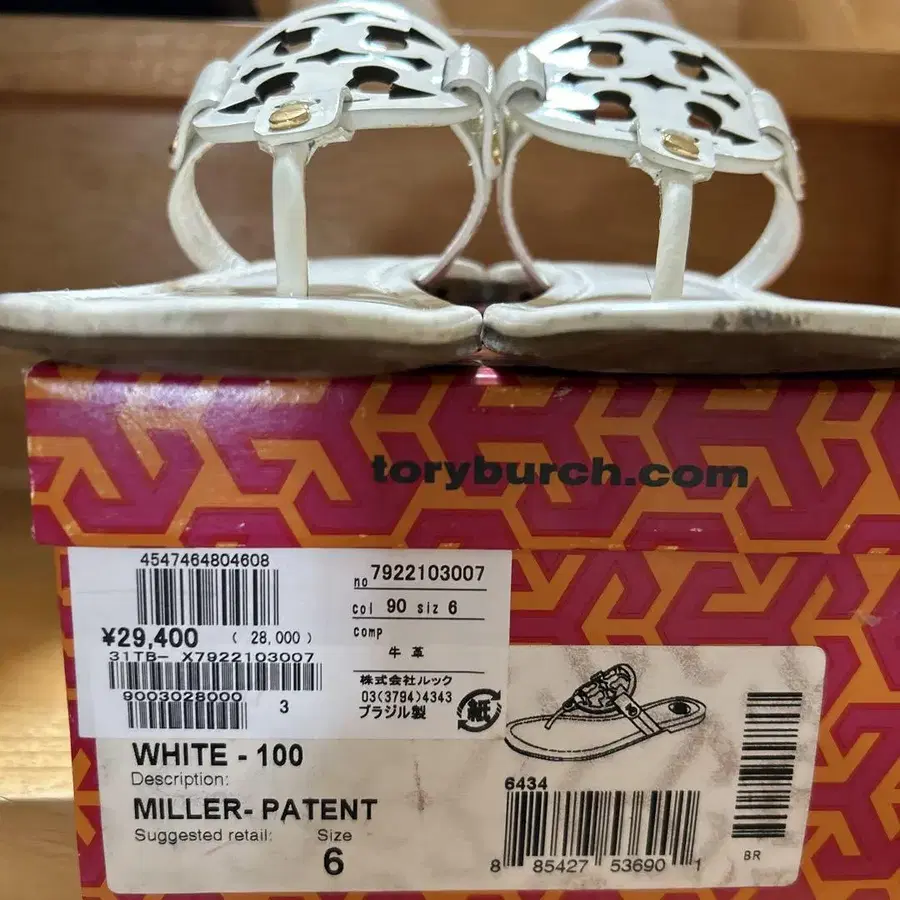 toryburch.com
4547464804608
¥29,400 ( 28,000 )
31TB- X7922103007
9003028000
3
no 7922103007
col 90 siz 6
comp
牛 革
株式会社ルック
03(3794)4343
ブラジル製
紙
WHITE - 100
Description:
MILLER- PATENT
Suggested retail: Size
6
6434
8 85427 53690 1
BR